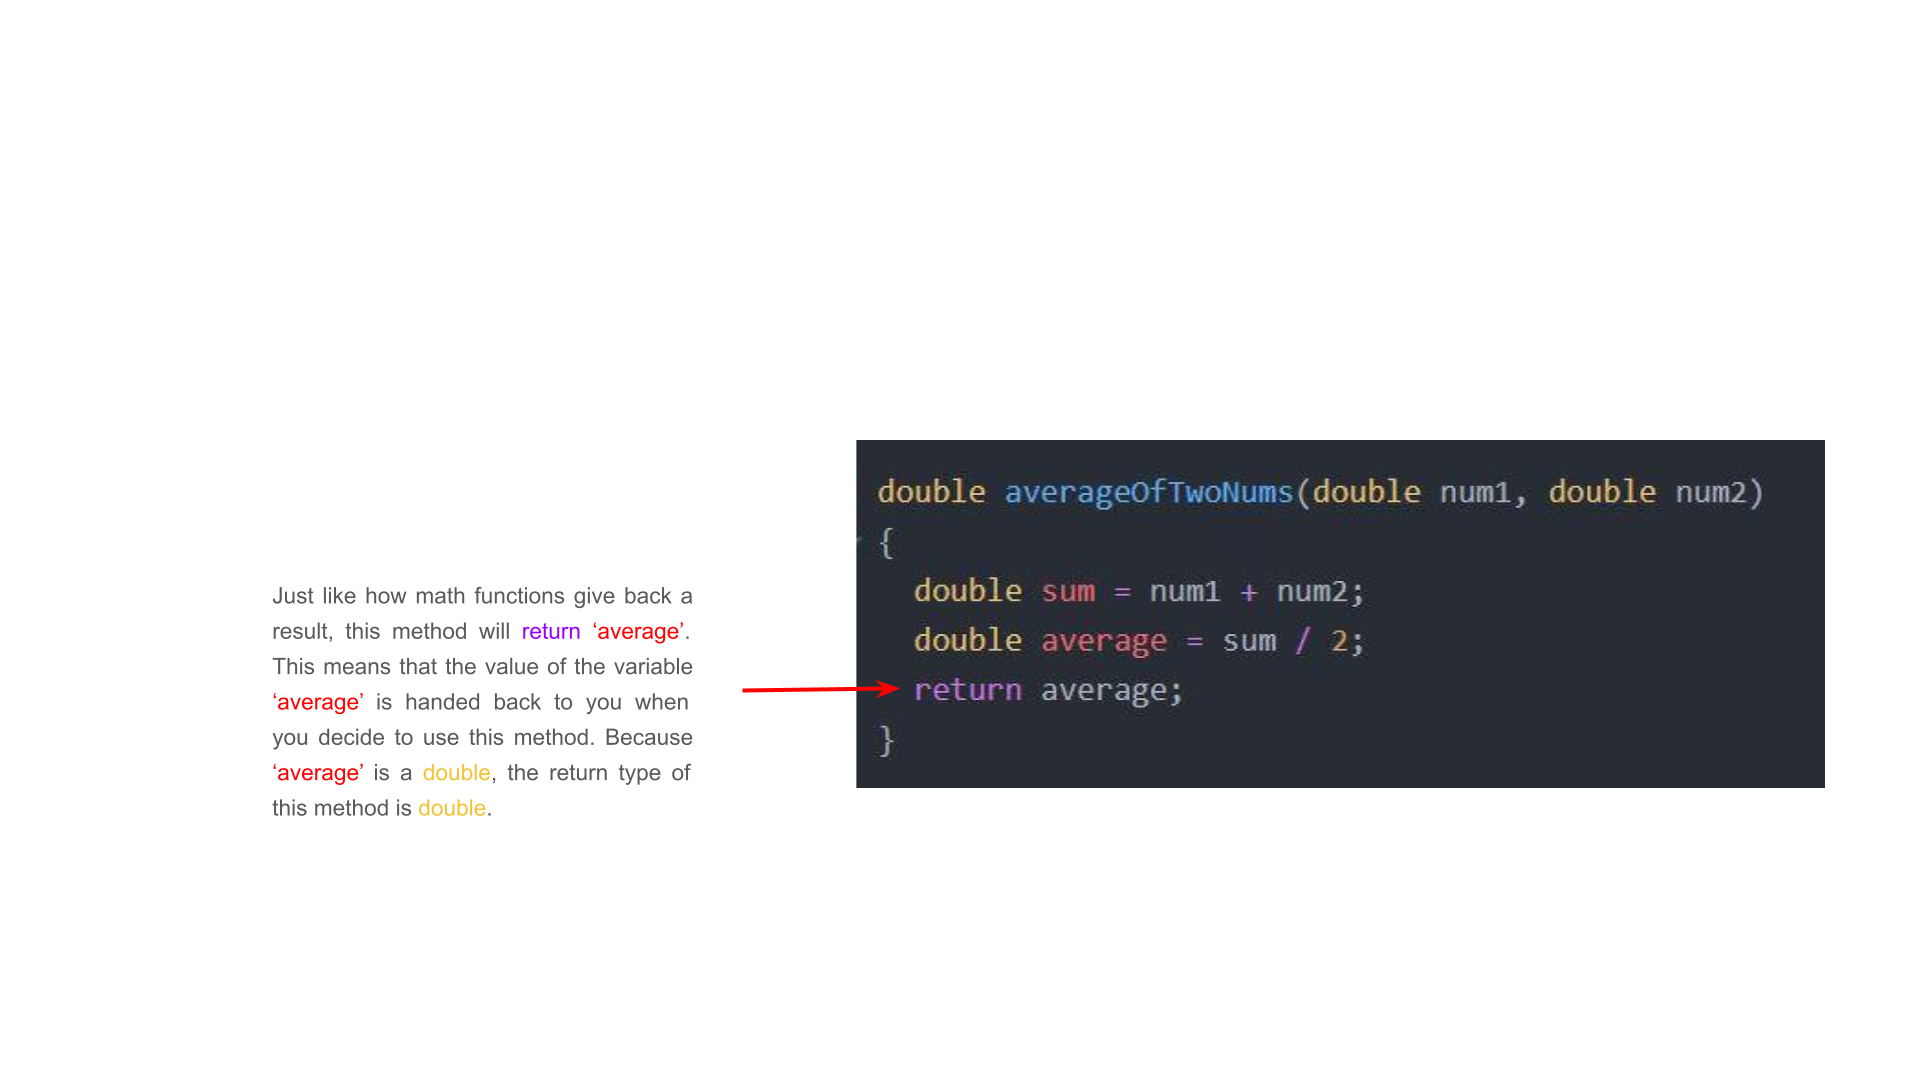 Just like how math functions give back a
result, this method will return ‘average’.
This means that the value of the variable
‘average’ is handed back to you when
you decide to use this method. Because
‘average’ is a double, the return type of
this method is double.
double averageOfTwoNums(double num1, double num2)
{
double sum = num1 + num2;
double average = sum / 2;
return average;
}